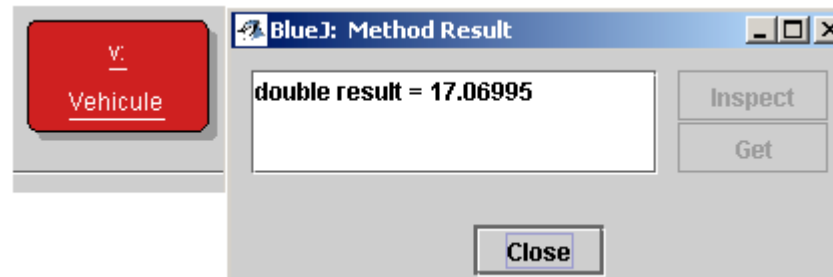 v:
Vehicule
BlueJ: Method Result
double result = 17.06995
Inspect
Get
Close